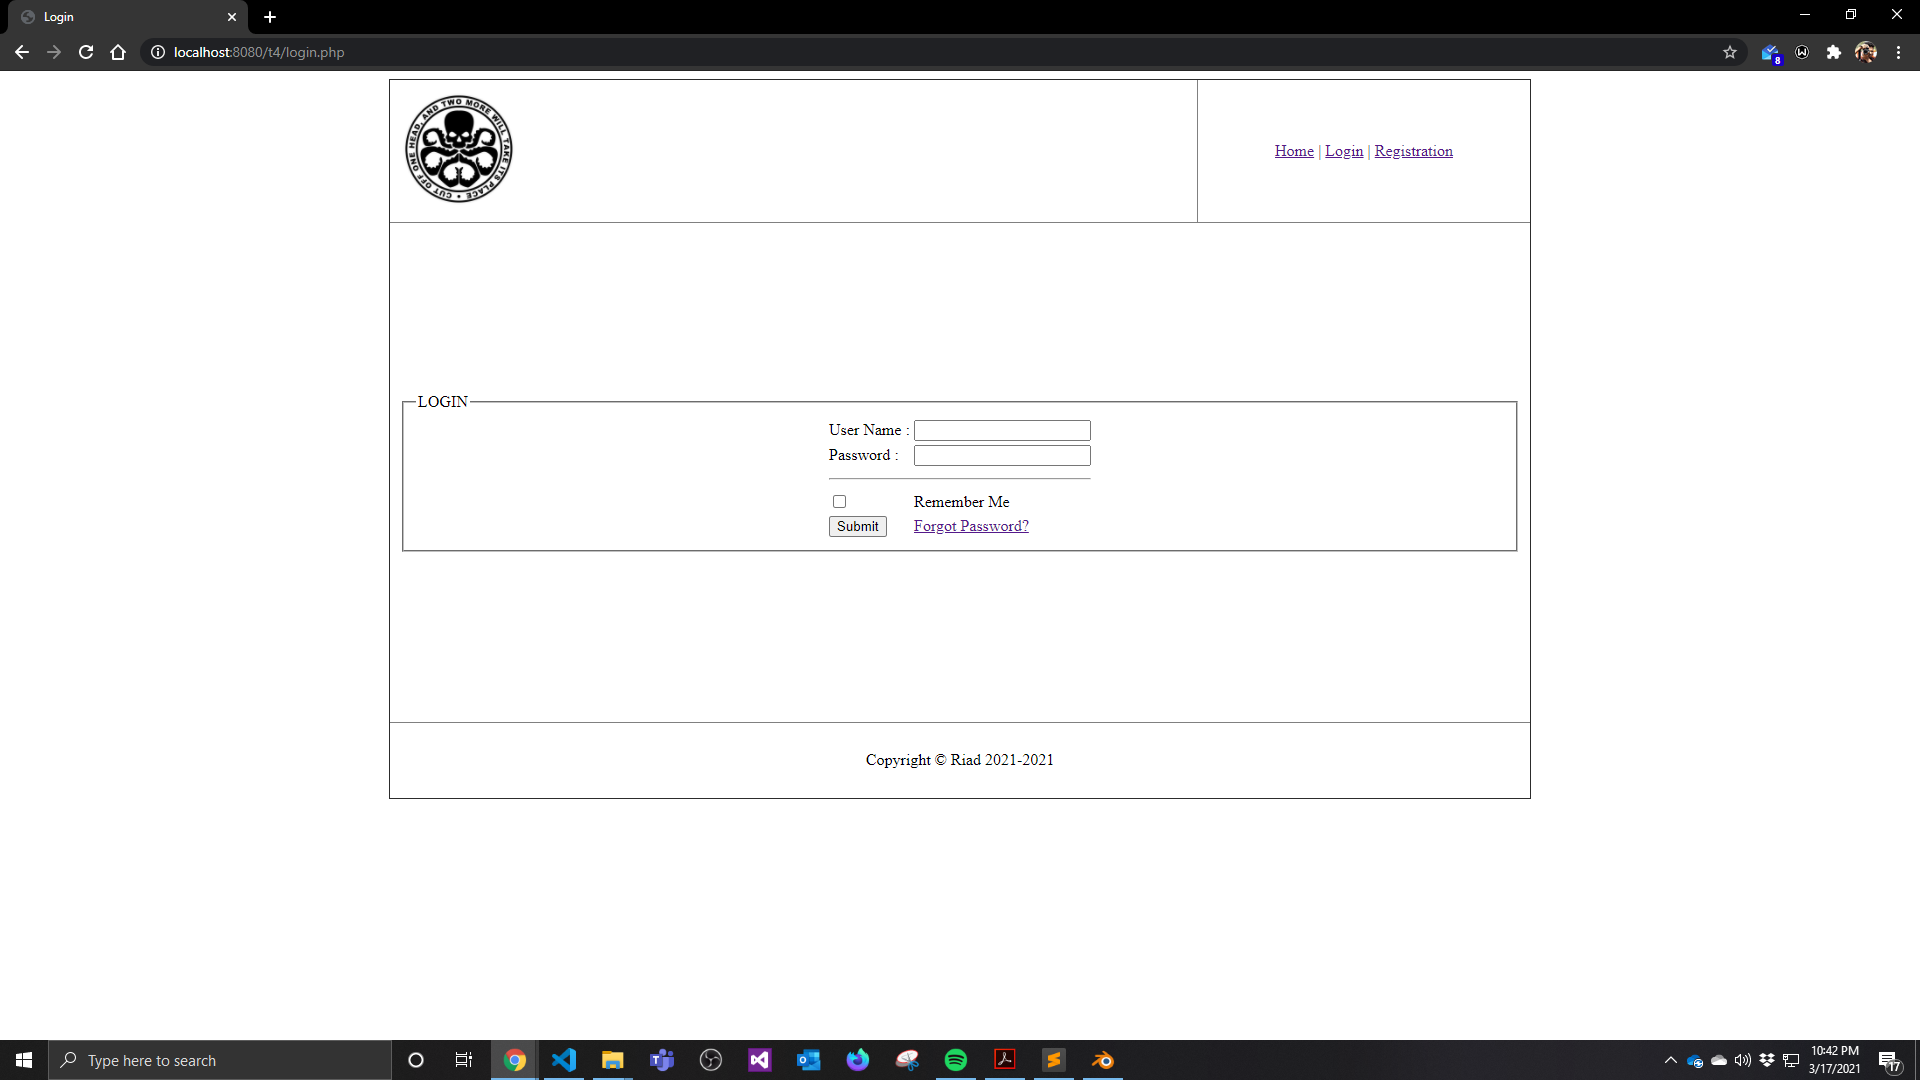 Login
localhost:8080/t4/login.php
8
CUT OFF ONE HEAD, AND TWO MORE WILL TAKE ITS PLACE •
Home | Login | Registration
LOGIN
User Name :
Password :
Remember Me
Submit Forgot Password?
Copyright © Riad 2021-2021
Type here to search
10:42 PM
3/17/2021
17